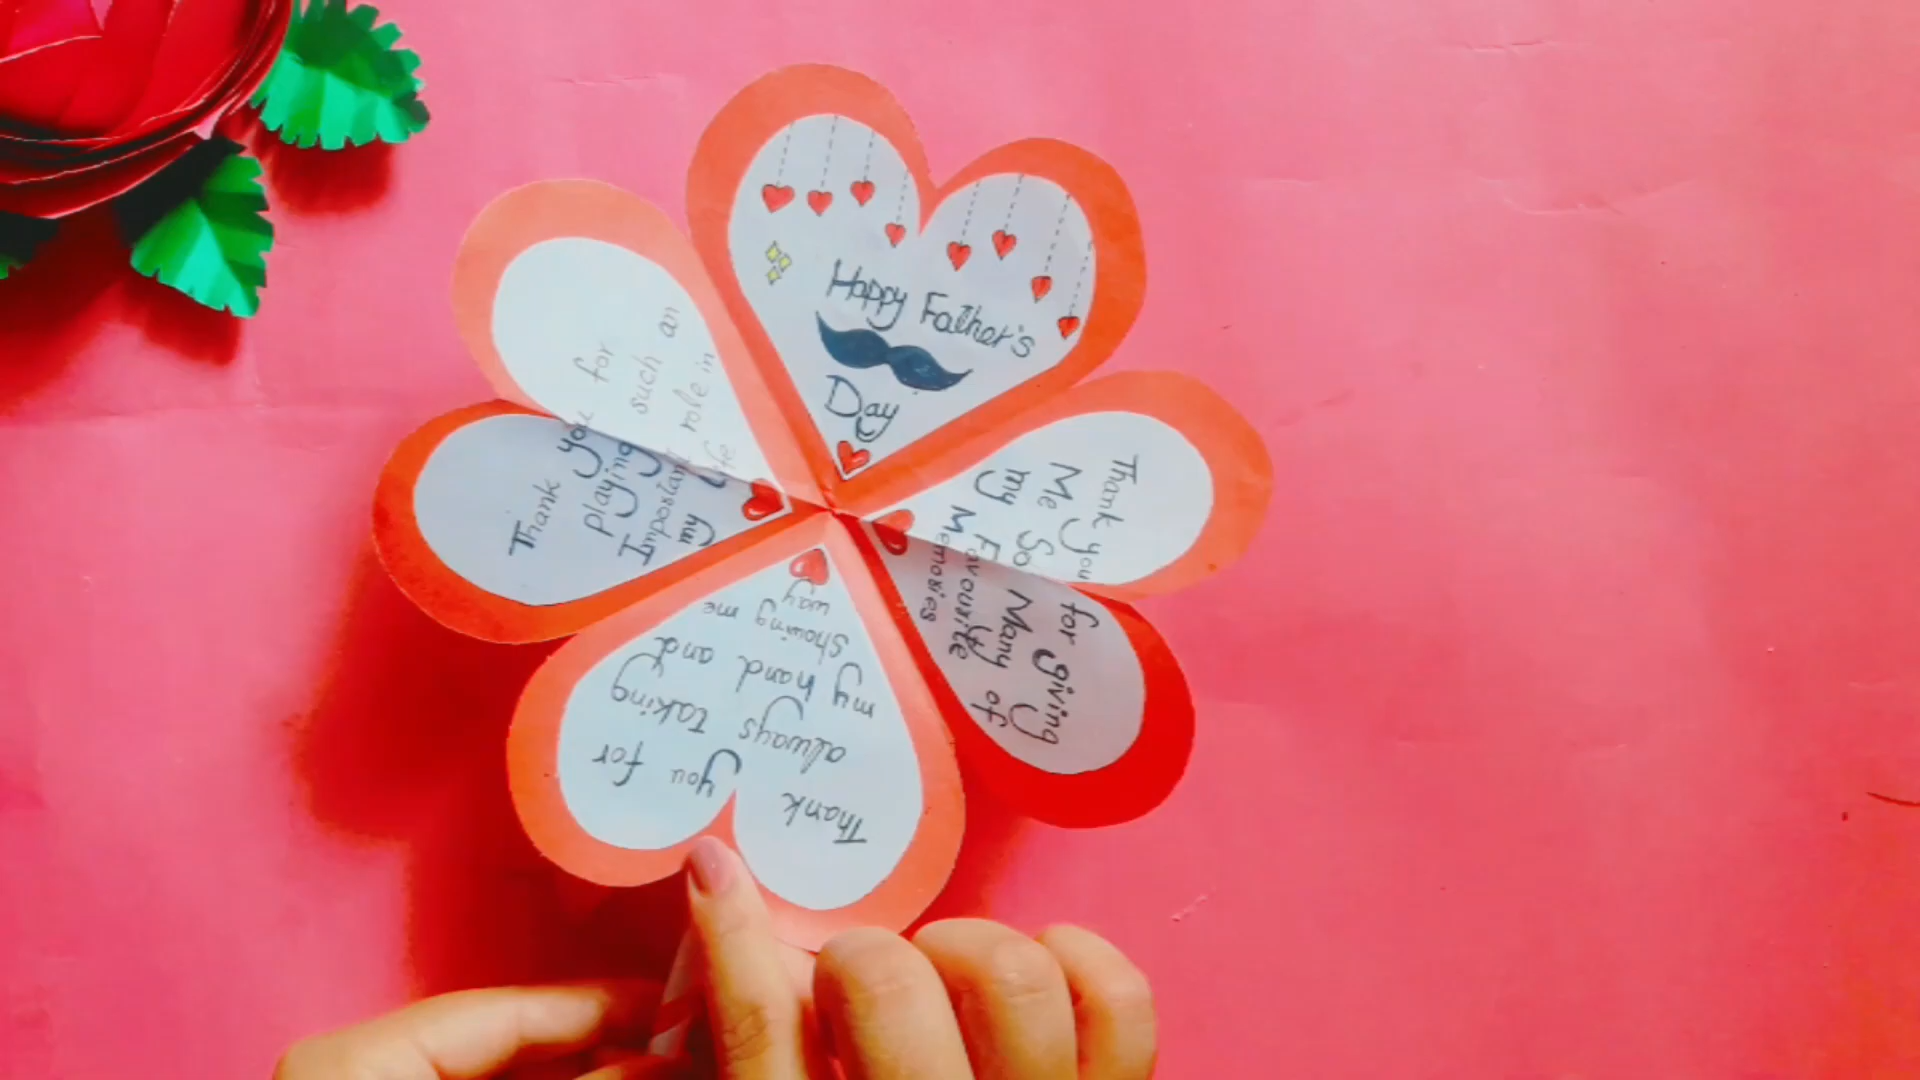 Happy Father's
Day
Thank you for giving
Me So Many of
my Favourite
Memories
Thank
you for
always taking
my hand and
showing me
way
Thank you for
playing such an
Important role in
my life